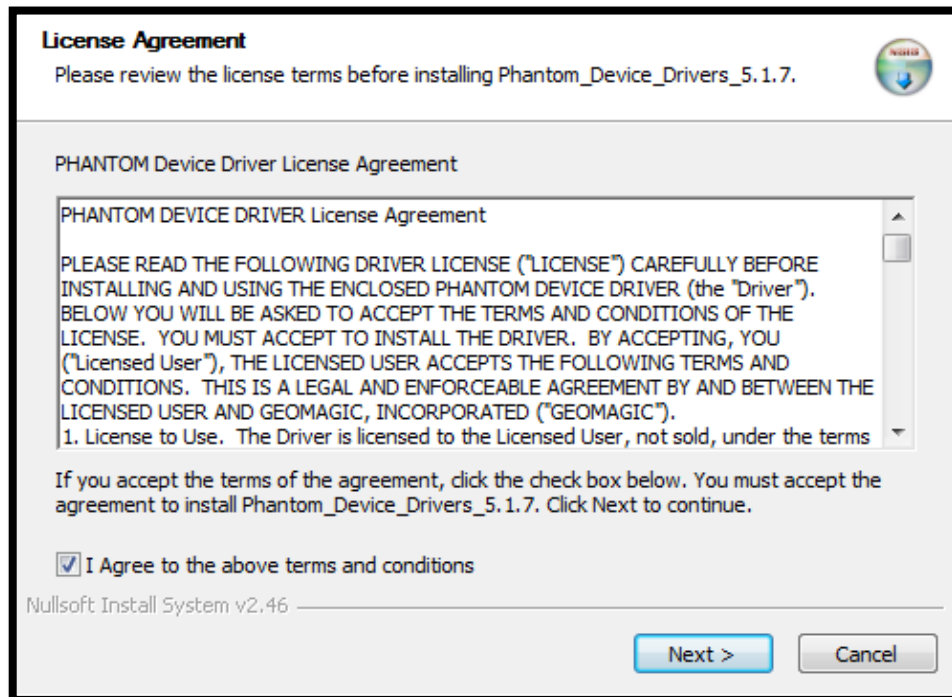 License Agreement
Please review the license terms before installing Phantom_Device_Drivers_5.1.7.
NSIS
PHANTOM Device Driver License Agreement
PHANTOM DEVICE DRIVER License Agreement
PLEASE READ THE FOLLOWING DRIVER LICENSE ("LICENSE") CAREFULLY BEFORE
INSTALLING AND USING THE ENCLOSED PHANTOM DEVICE DRIVER (the "Driver").
BELOW YOU WILL BE ASKED TO ACCEPT THE TERMS AND CONDITIONS OF THE
LICENSE.  YOU MUST ACCEPT TO INSTALL THE DRIVER.  BY ACCEPTING, YOU
("Licensed User"), THE LICENSED USER ACCEPTS THE FOLLOWING TERMS AND
CONDITIONS.  THIS IS A LEGAL AND ENFORCEABLE AGREEMENT BY AND BETWEEN THE
LICENSED USER AND GEOMAGIC, INCORPORATED ("GEOMAGIC").
1. License to Use.  The Driver is licensed to the Licensed User, not sold, under the terms
If you accept the terms of the agreement, click the check box below. You must accept the
agreement to install Phantom_Device_Drivers_5.1.7. Click Next to continue.
I Agree to the above terms and conditions
Nullsoft Install System v2.46
Next >
Cancel